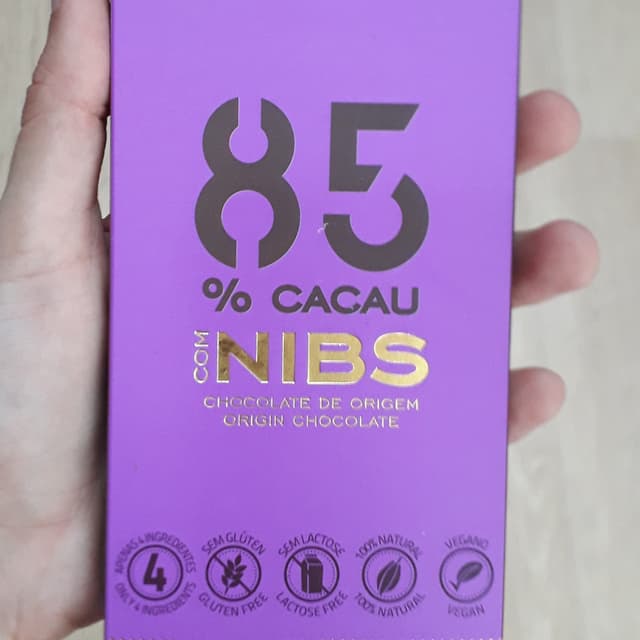 85
% CACAU
COM NIBS
CHOCOLATE DE ORIGEM
ORIGIN CHOCOLATE
APENAS 4 INGREDIENTES
4
ONLY 4 INGREDIENTS
SEM GLÚTEN
GLUTEN FREE
SEM LACTOSE
LACTOSE FREE
100% NATURAL
100% NATURAL
VEGANO
VEGAN